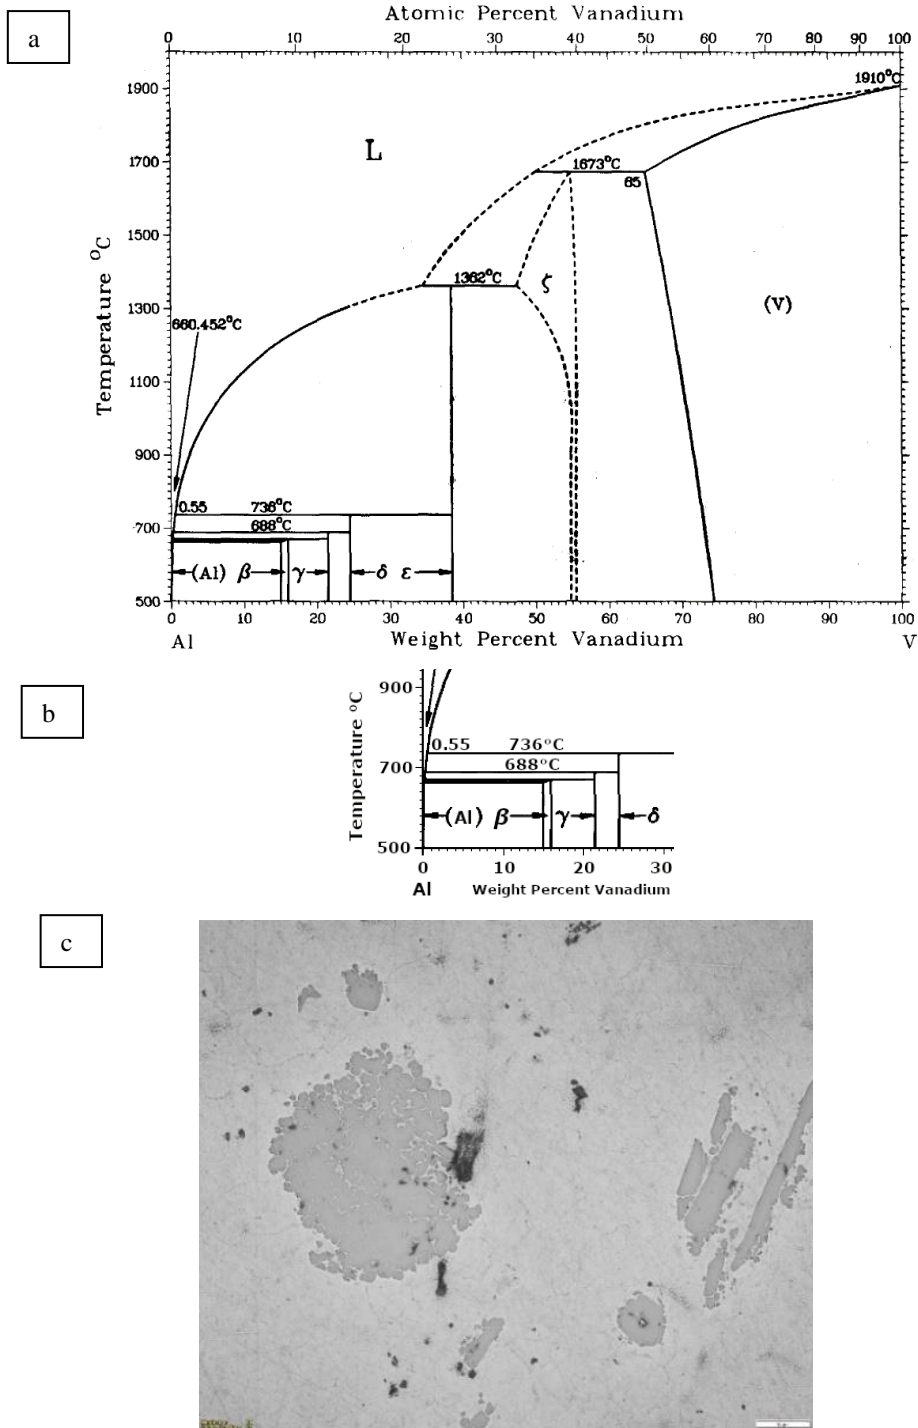 a
Atomic Percent Vanadium
0 10 20 30 40 50 60 70 80 90 100
1900
1910°C
L
1700
1673°C
65
1500
Temperature °C
1362°C
ζ
1300
(V)
660.452°C
1100
900
0.55 736°C
700
688°C
(Al) β γ δ ε
500
0 10 20 30 40 50 60 70 80 90 100
Al Weight Percent Vanadium V
b
Temperature °C
900
0.55 736°C
700
688°C
(Al) β γ δ
500
0 10 20 30
Al Weight Percent Vanadium
c